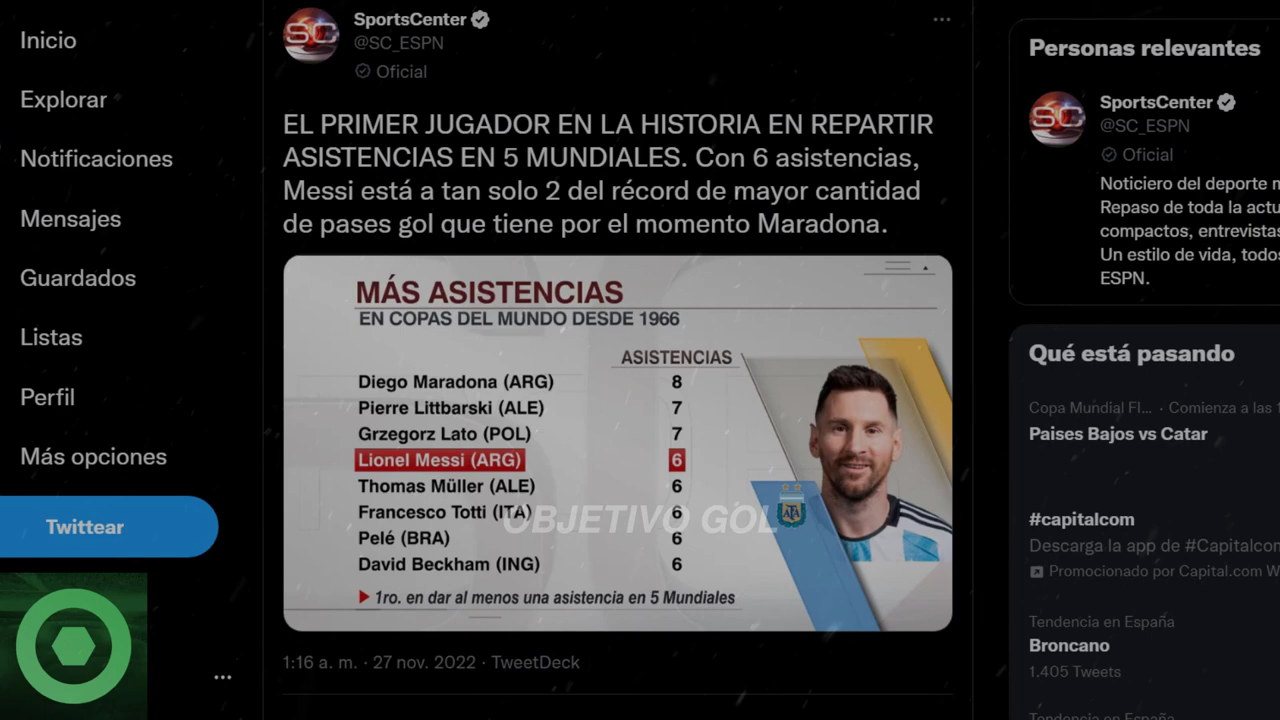 Inicio
Explorar
Notificaciones
Mensajes
Guardados
Listas
Perfil
Más opciones
Twittear
SportsCenter
@SC_ESPN
Oficial
EL PRIMER JUGADOR EN LA HISTORIA EN REPARTIR
ASISTENCIAS EN 5 MUNDIALES. Con 6 asistencias,
Messi está a tan solo 2 del récord de mayor cantidad
de pases gol que tiene por el momento Maradona.
MÁS ASISTENCIAS
EN COPAS DEL MUNDO DESDE 1966
ASISTENCIAS
Diego Maradona (ARG) 8
Pierre Littbarski (ALE) 7
Grzegorz Lato (POL) 7
Lionel Messi (ARG) 6
Thomas Müller (ALE) 6
Francesco Totti (ITA) 6
Pelé (BRA) 6
David Beckham (ING) 6
1ro. en dar al menos una asistencia en 5 Mundiales
OBJETIVO GOL
AFA
1:16 a. m. · 27 nov. 2022 · TweetDeck
Personas relevantes
SC
SportsCenter
@SC_ESPN
Oficial
Noticiero del deporte
Repaso de toda la
compactos,
Un estilo de vida,
ESPN.
Qué está pasando
Copa Mundial FI... · Comienza a las
Paises Bajos vs Catar
#capitalcom
Descarga la app de
Promocionado por Capital.com
Tendencia en España
Broncano
1.405 Tweets
Tendencia en España